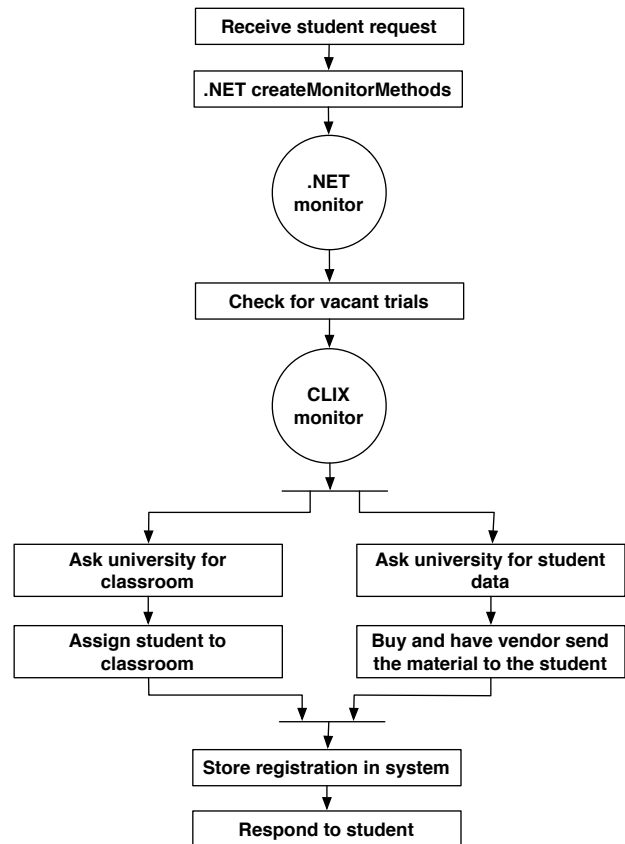 Receive student request
.NET createMonitorMethods
.NET
monitor
Check for vacant trials
CLIX
monitor
Ask university for
classroom
Ask university for student
data
Assign student to
classroom
Buy and have vendor send
the material to the student
Store registration in system
Respond to student